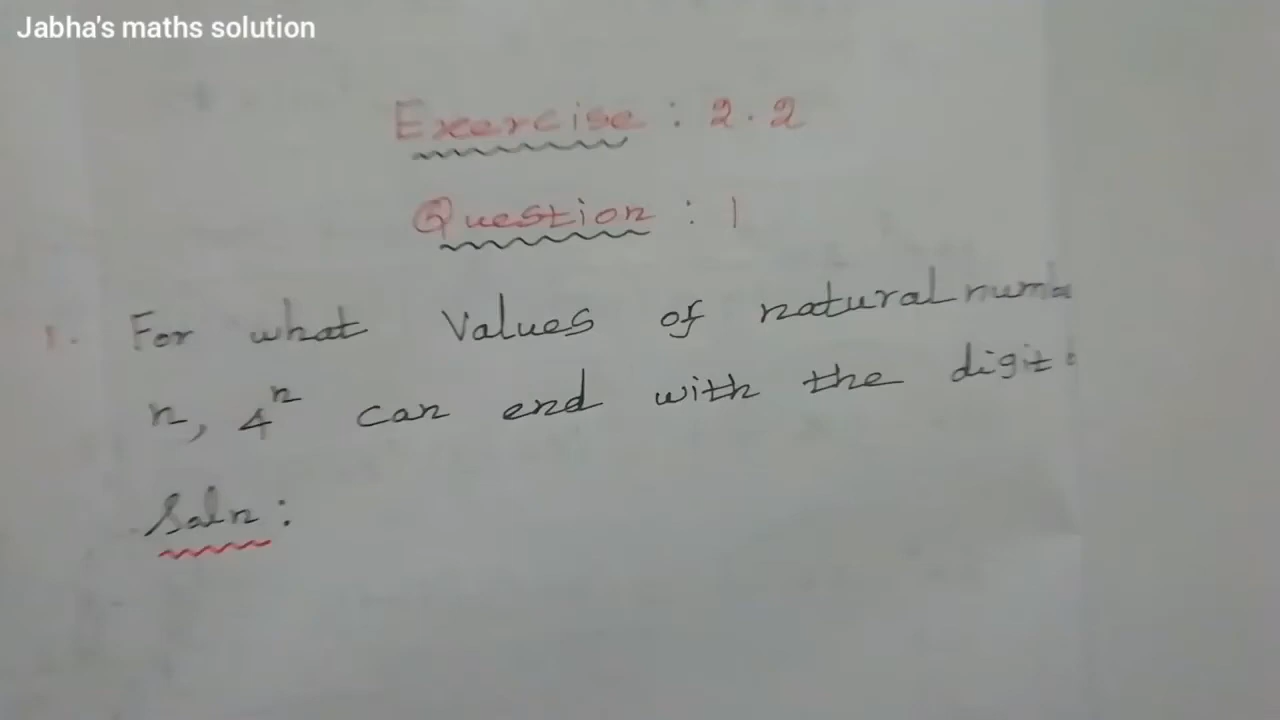 Jabha's maths solution
Exercise : 2.2
Question : 1
1. For what Values of natural
n, 4ⁿ can end with the digit
Soln :